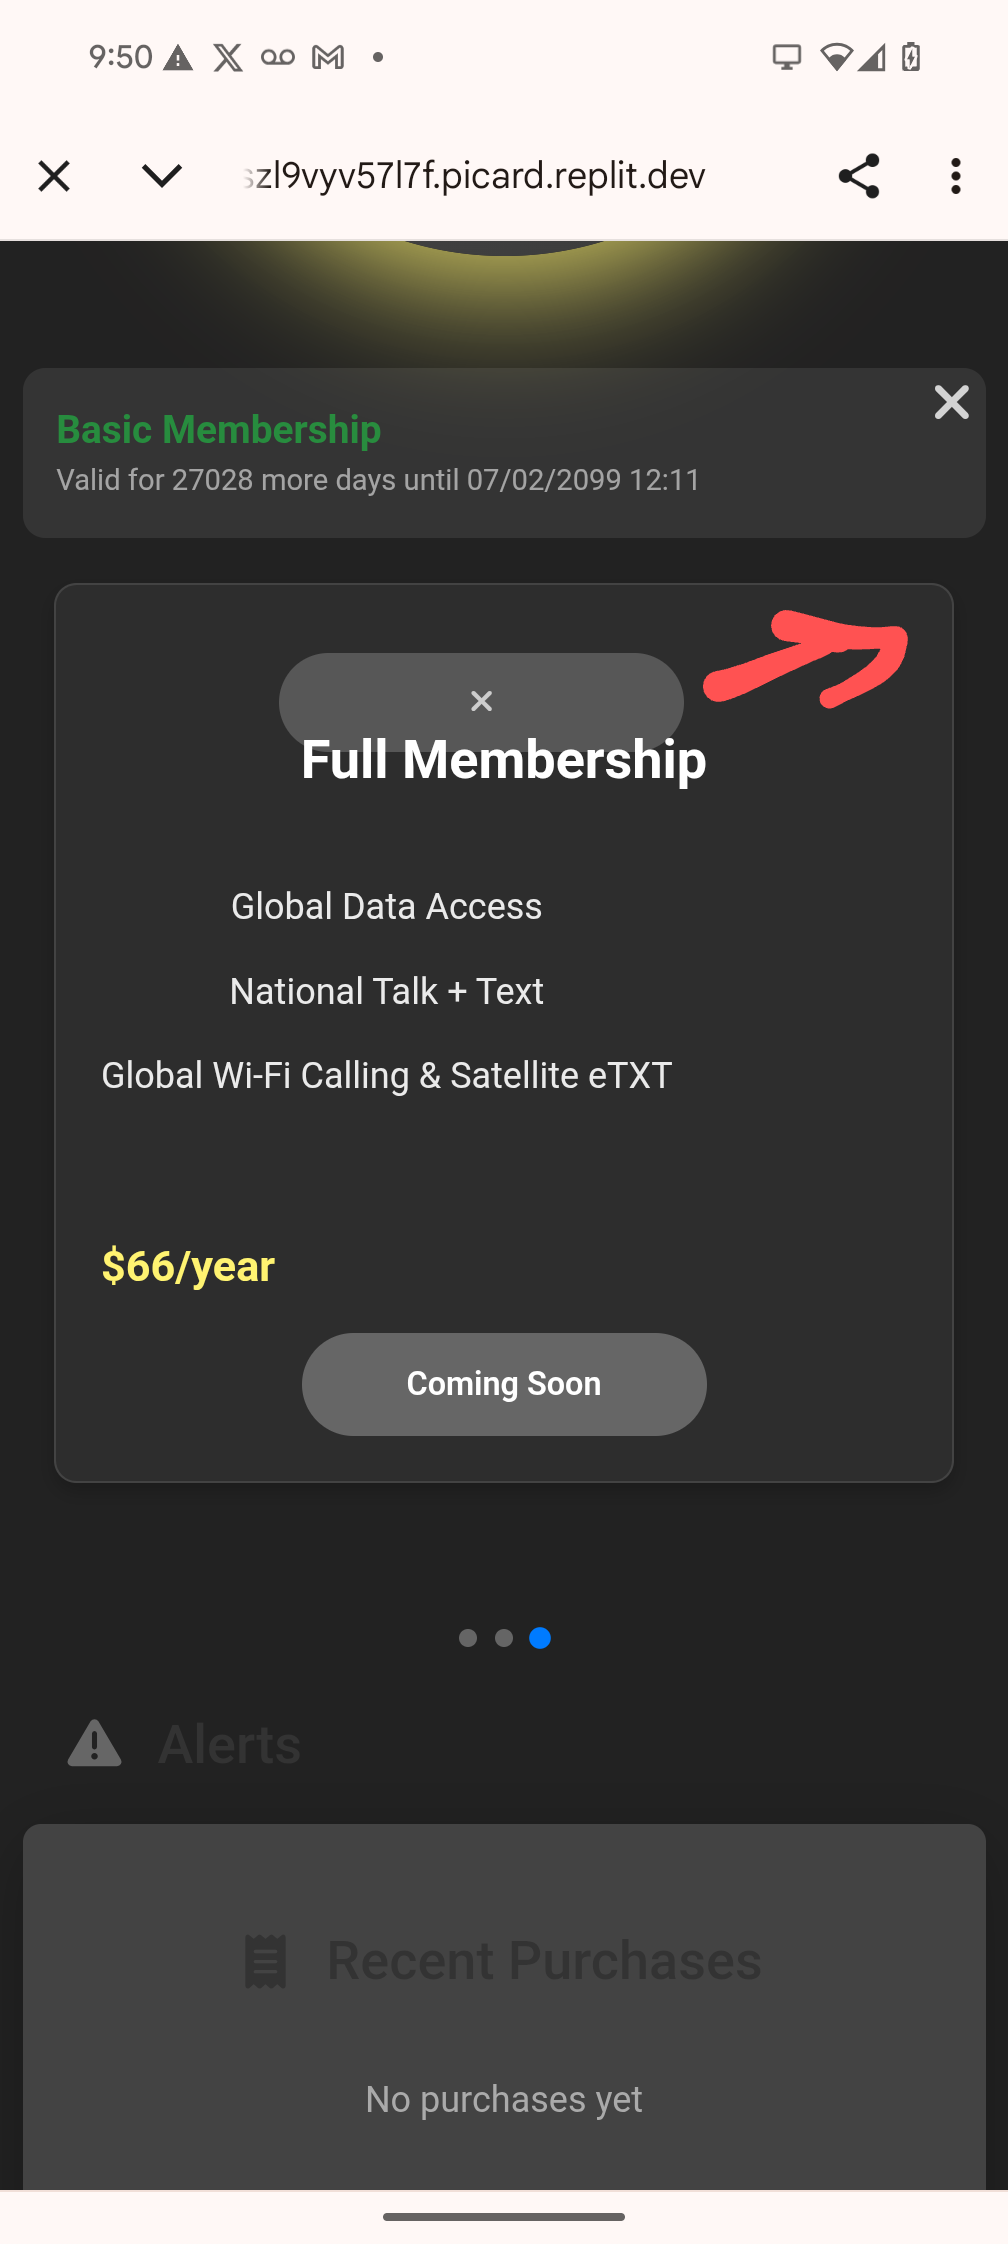 9:50
szl9vyv57l7f.picard.replit.dev
Basic Membership
Valid for 27028 more days until 07/02/2099 12:11
Full Membership
Global Data Access
National Talk + Text
Global Wi-Fi Calling & Satellite eTXT
$66/year
Coming Soon
Alerts
Recent Purchases
No purchases yet